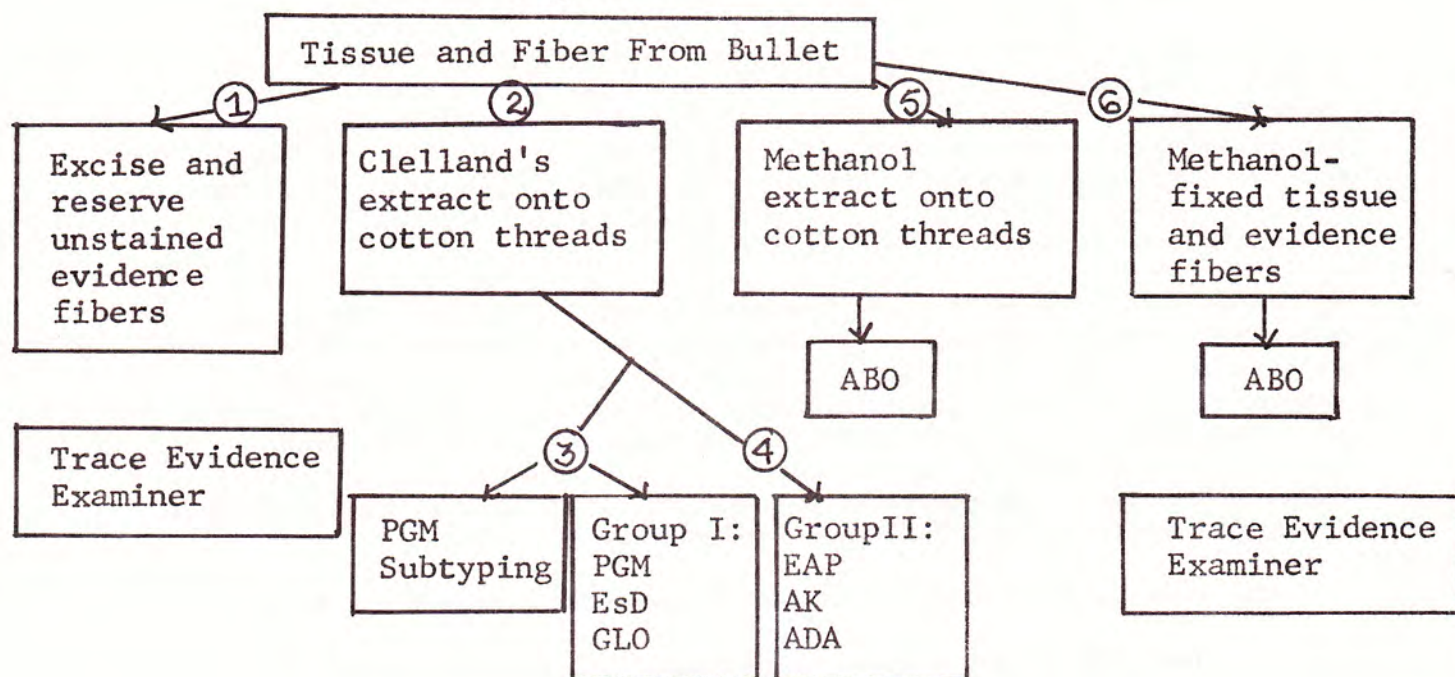 Tissue and Fiber From Bullet
1
2
5
6
Excise and
reserve
unstained
evidence
fibers
Clelland's
extract onto
cotton threads
Methanol
extract onto
cotton threads
Methanol-
fixed tissue
and evidence
fibers
ABO
ABO
Trace Evidence
Examiner
3
4
PGM
Subtyping
Group I:
PGM
EsD
GLO
GroupII:
EAP
AK
ADA
Trace Evidence
Examiner